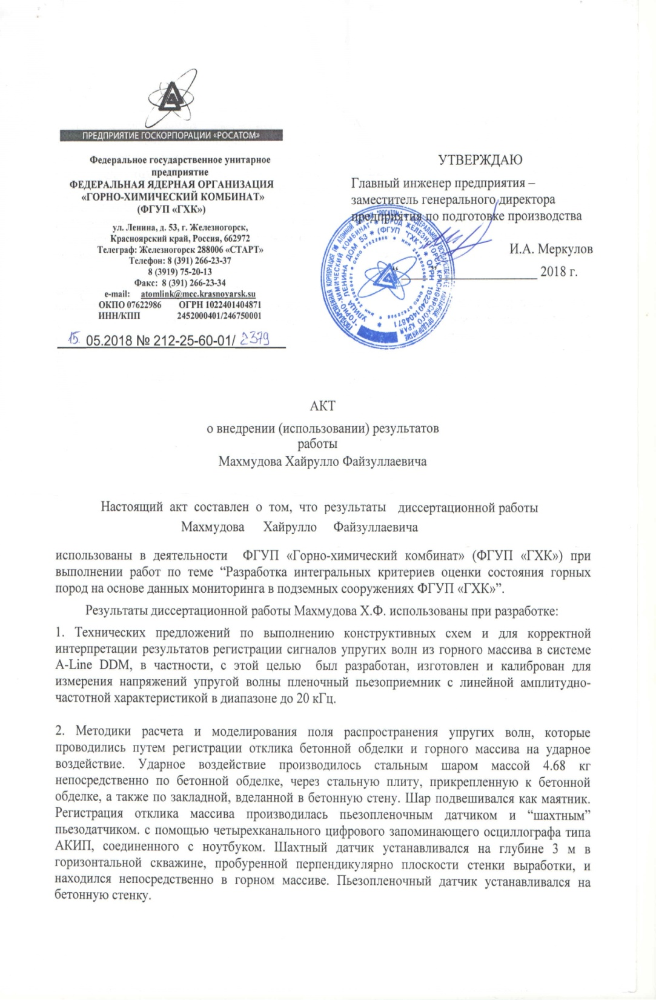 ПРЕДПРИЯТИЕ ГОСКОРПОРАЦИИ «РОСАТОМ»
Федеральное государственное унитарное
предприятие
ФЕДЕРАЛЬНАЯ ЯДЕРНАЯ ОРГАНИЗАЦИЯ
«ГОРНО-ХИМИЧЕСКИЙ КОМБИНАТ»
(ФГУП «ГХК»)
ул. Ленина, д. 53, г. Железногорск,
Красноярский край, Россия, 662972
Телеграф: Железногорск 288006 «СТАРТ»
Телефон: 8 (391) 266-23-37
8 (3919) 75-20-13
Факс: 8 (391) 266-23-34
e-mail: atomlink@mcc.krasnoyarsk.su
ОКПО 07622986 ОГРН 1022401404871
ИНН/КПП 2452000401/246750001
15 05.2018 № 212-25-60-01/ 2379
УТВЕРЖДАЮ
Главный инженер предприятия –
заместитель генерального директора
предприятия по подготовке производства
И.А. Меркулов
“ ” 2018 г.
АКТ
о внедрении (использовании) результатов
работы
Махмудова Хайрулло Файзуллаевича
Настоящий акт составлен о том, что результаты диссертационной работы
Махмудова Хайрулло Файзуллаевича
использованы в деятельности ФГУП «Горно-химический комбинат» (ФГУП «ГХК») при
выполнении работ по теме “Разработка интегральных критериев оценки состояния горных
пород на основе данных мониторинга в подземных сооружениях ФГУП «ГХК»”.
Результаты диссертационной работы Махмудова Х.Ф. использованы при разработке:
1. Технических предложений по выполнению конструктивных схем и для корректной
интерпретации результатов регистрации сигналов упругих волн из горного массива в системе
A-Line DDM, в частности, с этой целью был разработан, изготовлен и калиброван для
измерения напряжений упругой волны пленочный пьезоприемник с линейной амплитудно-
частотной характеристикой в диапазоне до 20 кГц.
2. Методики расчета и моделирования поля распространения упругих волн, которые
проводились путем регистрации отклика бетонной обделки и горного массива на ударное
воздействие. Ударное воздействие производилось стальным шаром массой 4.68 кг
непосредственно по бетонной обделке, через стальную плиту, прикрепленную к бетонной
обделке, а также по закладной, вделанной в бетонную стену. Шар подвешивался как маятник.
Регистрация отклика массива производилась пьезопленочным датчиком и “шахтным”
пьезодатчиком. с помощью четырехканального цифрового запоминающего осциллографа типа
АКИП, соединенного с ноутбуком. Шахтный датчик устанавливался на глубине 3 м в
горизонтальной скважине, пробуренной перпендикулярно плоскости стенки выработки, и
находился непосредственно в горном массиве. Пьезопленочный датчик устанавливался на
бетонную стенку.